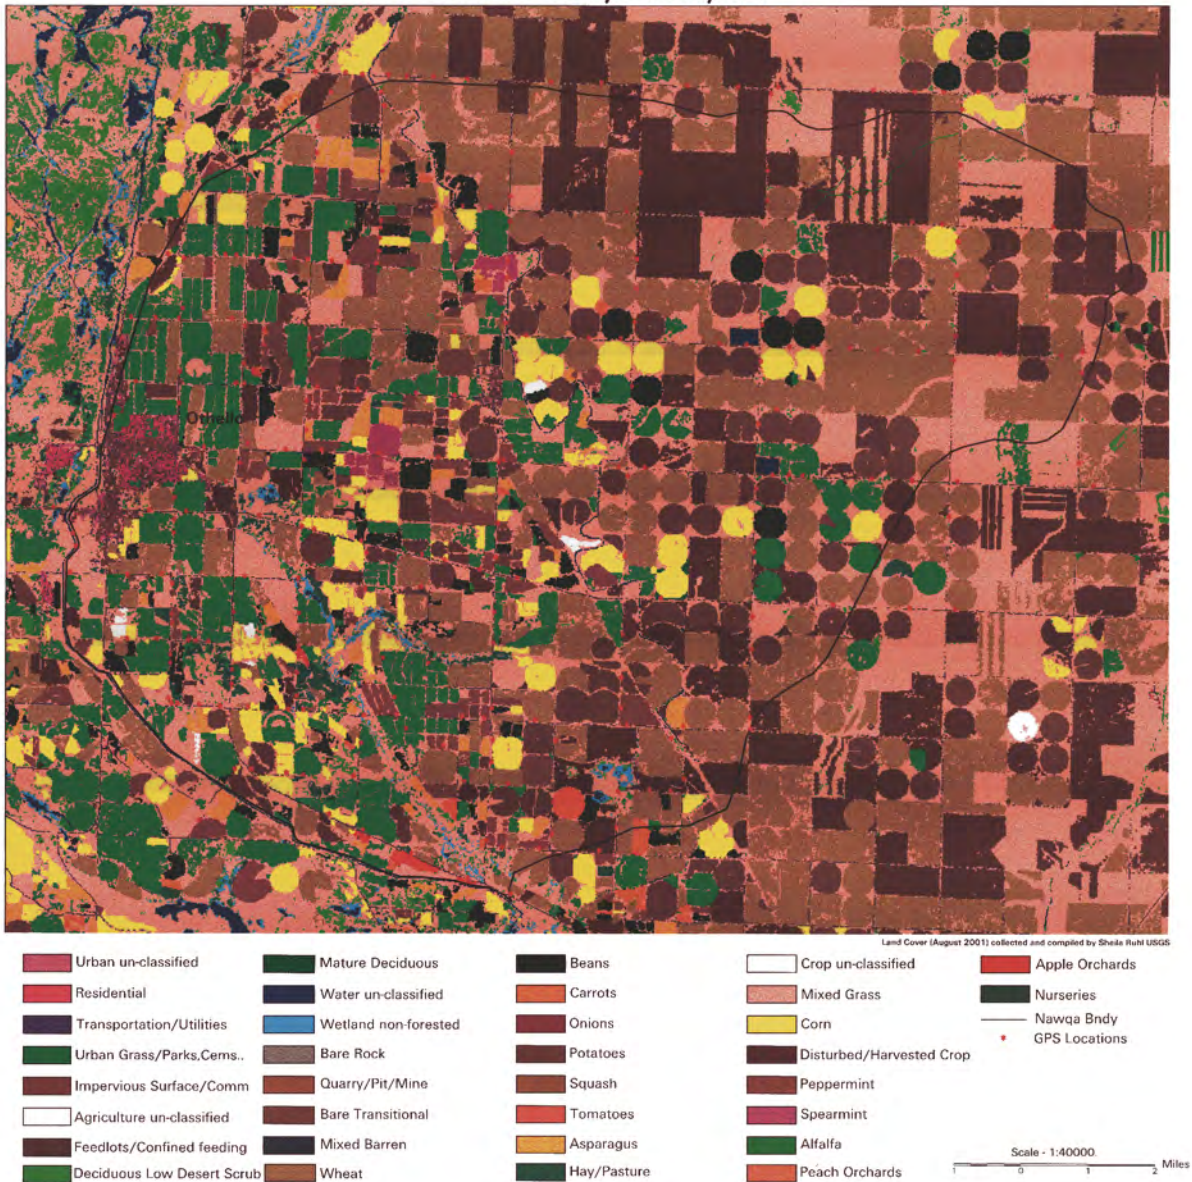 Othello
Land Cover (August 2001) collected and compiled by Sheila Ruhl USGS
Urban un-classified
Residential
Transportation/Utilities
Urban Grass/Parks,Cems..
Impervious Surface/Comm
Agriculture un-classified
Feedlots/Confined feeding
Deciduous Low Desert Scrub
Mature Deciduous
Water un-classified
Wetland non-forested
Bare Rock
Quarry/Pit/Mine
Bare Transitional
Mixed Barren
Wheat
Beans
Carrots
Onions
Potatoes
Squash
Tomatoes
Asparagus
Hay/Pasture
Crop un-classified
Mixed Grass
Corn
Disturbed/Harvested Crop
Peppermint
Spearmint
Alfalfa
Peach Orchards
Apple Orchards
Nurseries
Nawqa Bndy
GPS Locations
Scale - 1:40000.
1 0 1 2 Miles